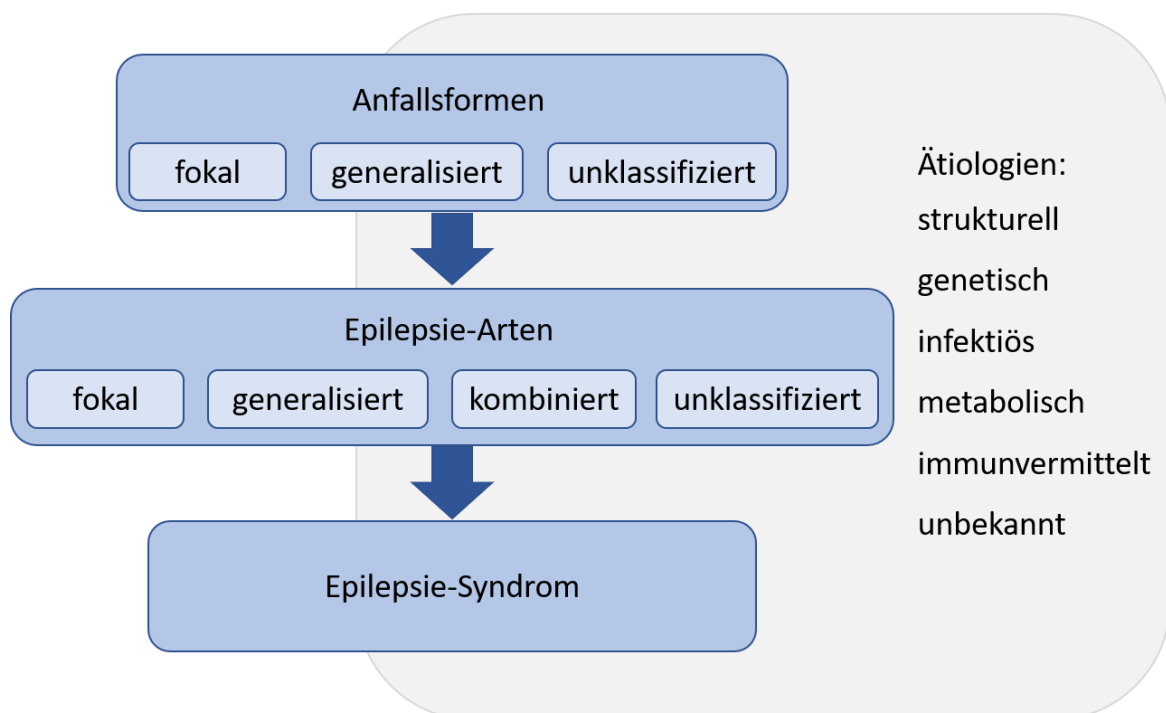 Anfallsformen
fokal
generalisiert
unklassifiziert
Epilepsie-Arten
fokal
generalisiert
kombiniert
unklassifiziert
Epilepsie-Syndrom
Ätiologien:
strukturell
genetisch
infektiös
metabolisch
immunvermittelt
unbekannt